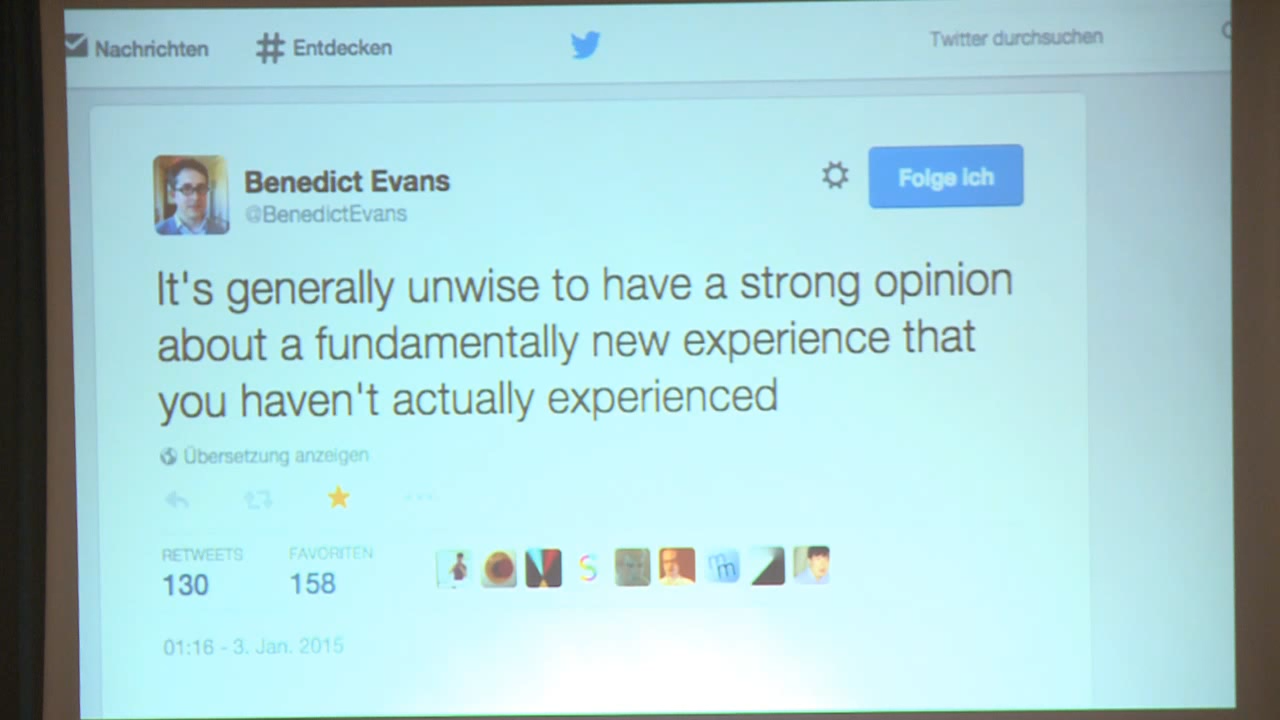 Nachrichten
# Entdecken
Twitter durchsuchen
Benedict Evans
@BenedictEvans
Folge ich
It's generally unwise to have a strong opinion
about a fundamentally new experience that
you haven't actually experienced
Übersetzung anzeigen
RETWEETS
FAVORITEN
130
158
S
m
01:16 - 3. Jan. 2015